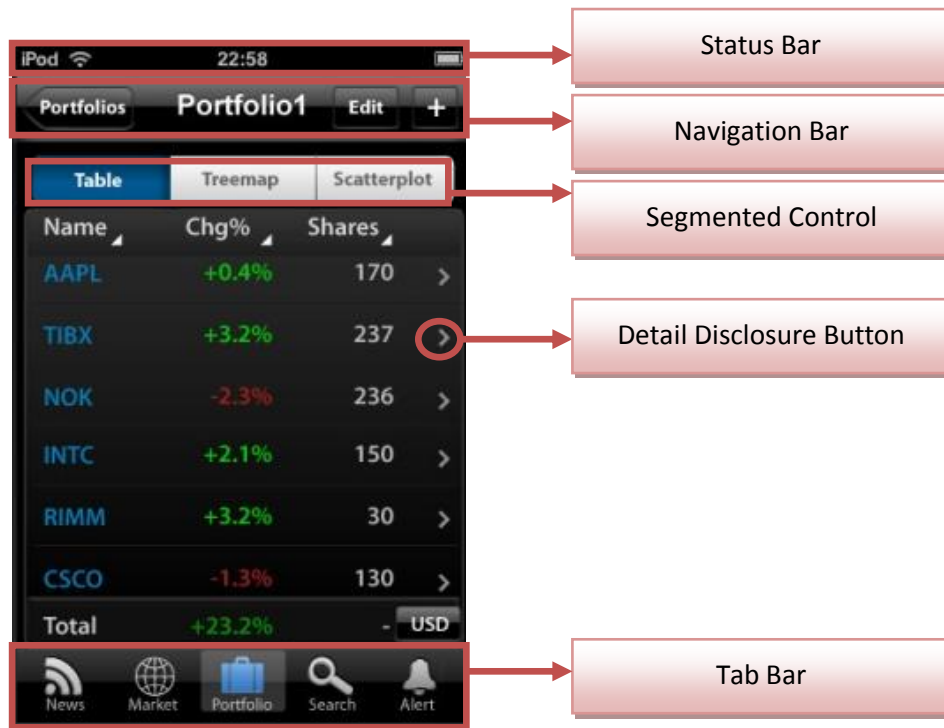 iPod 22:58
Status Bar
Portfolios Portfolio1 Edit +
Navigation Bar
Table Treemap Scatterplot
Segmented Control
Name Chg% Shares
AAPL +0.4% 170 >
TIBX +3.2% 237 >
Detail Disclosure Button
NOK -2.3% 236 >
INTC +2.1% 150 >
RIMM +3.2% 30 >
CSCO -1.3% 130 >
Total +23.2% - USD
News Market Portfolio Search Alert
Tab Bar